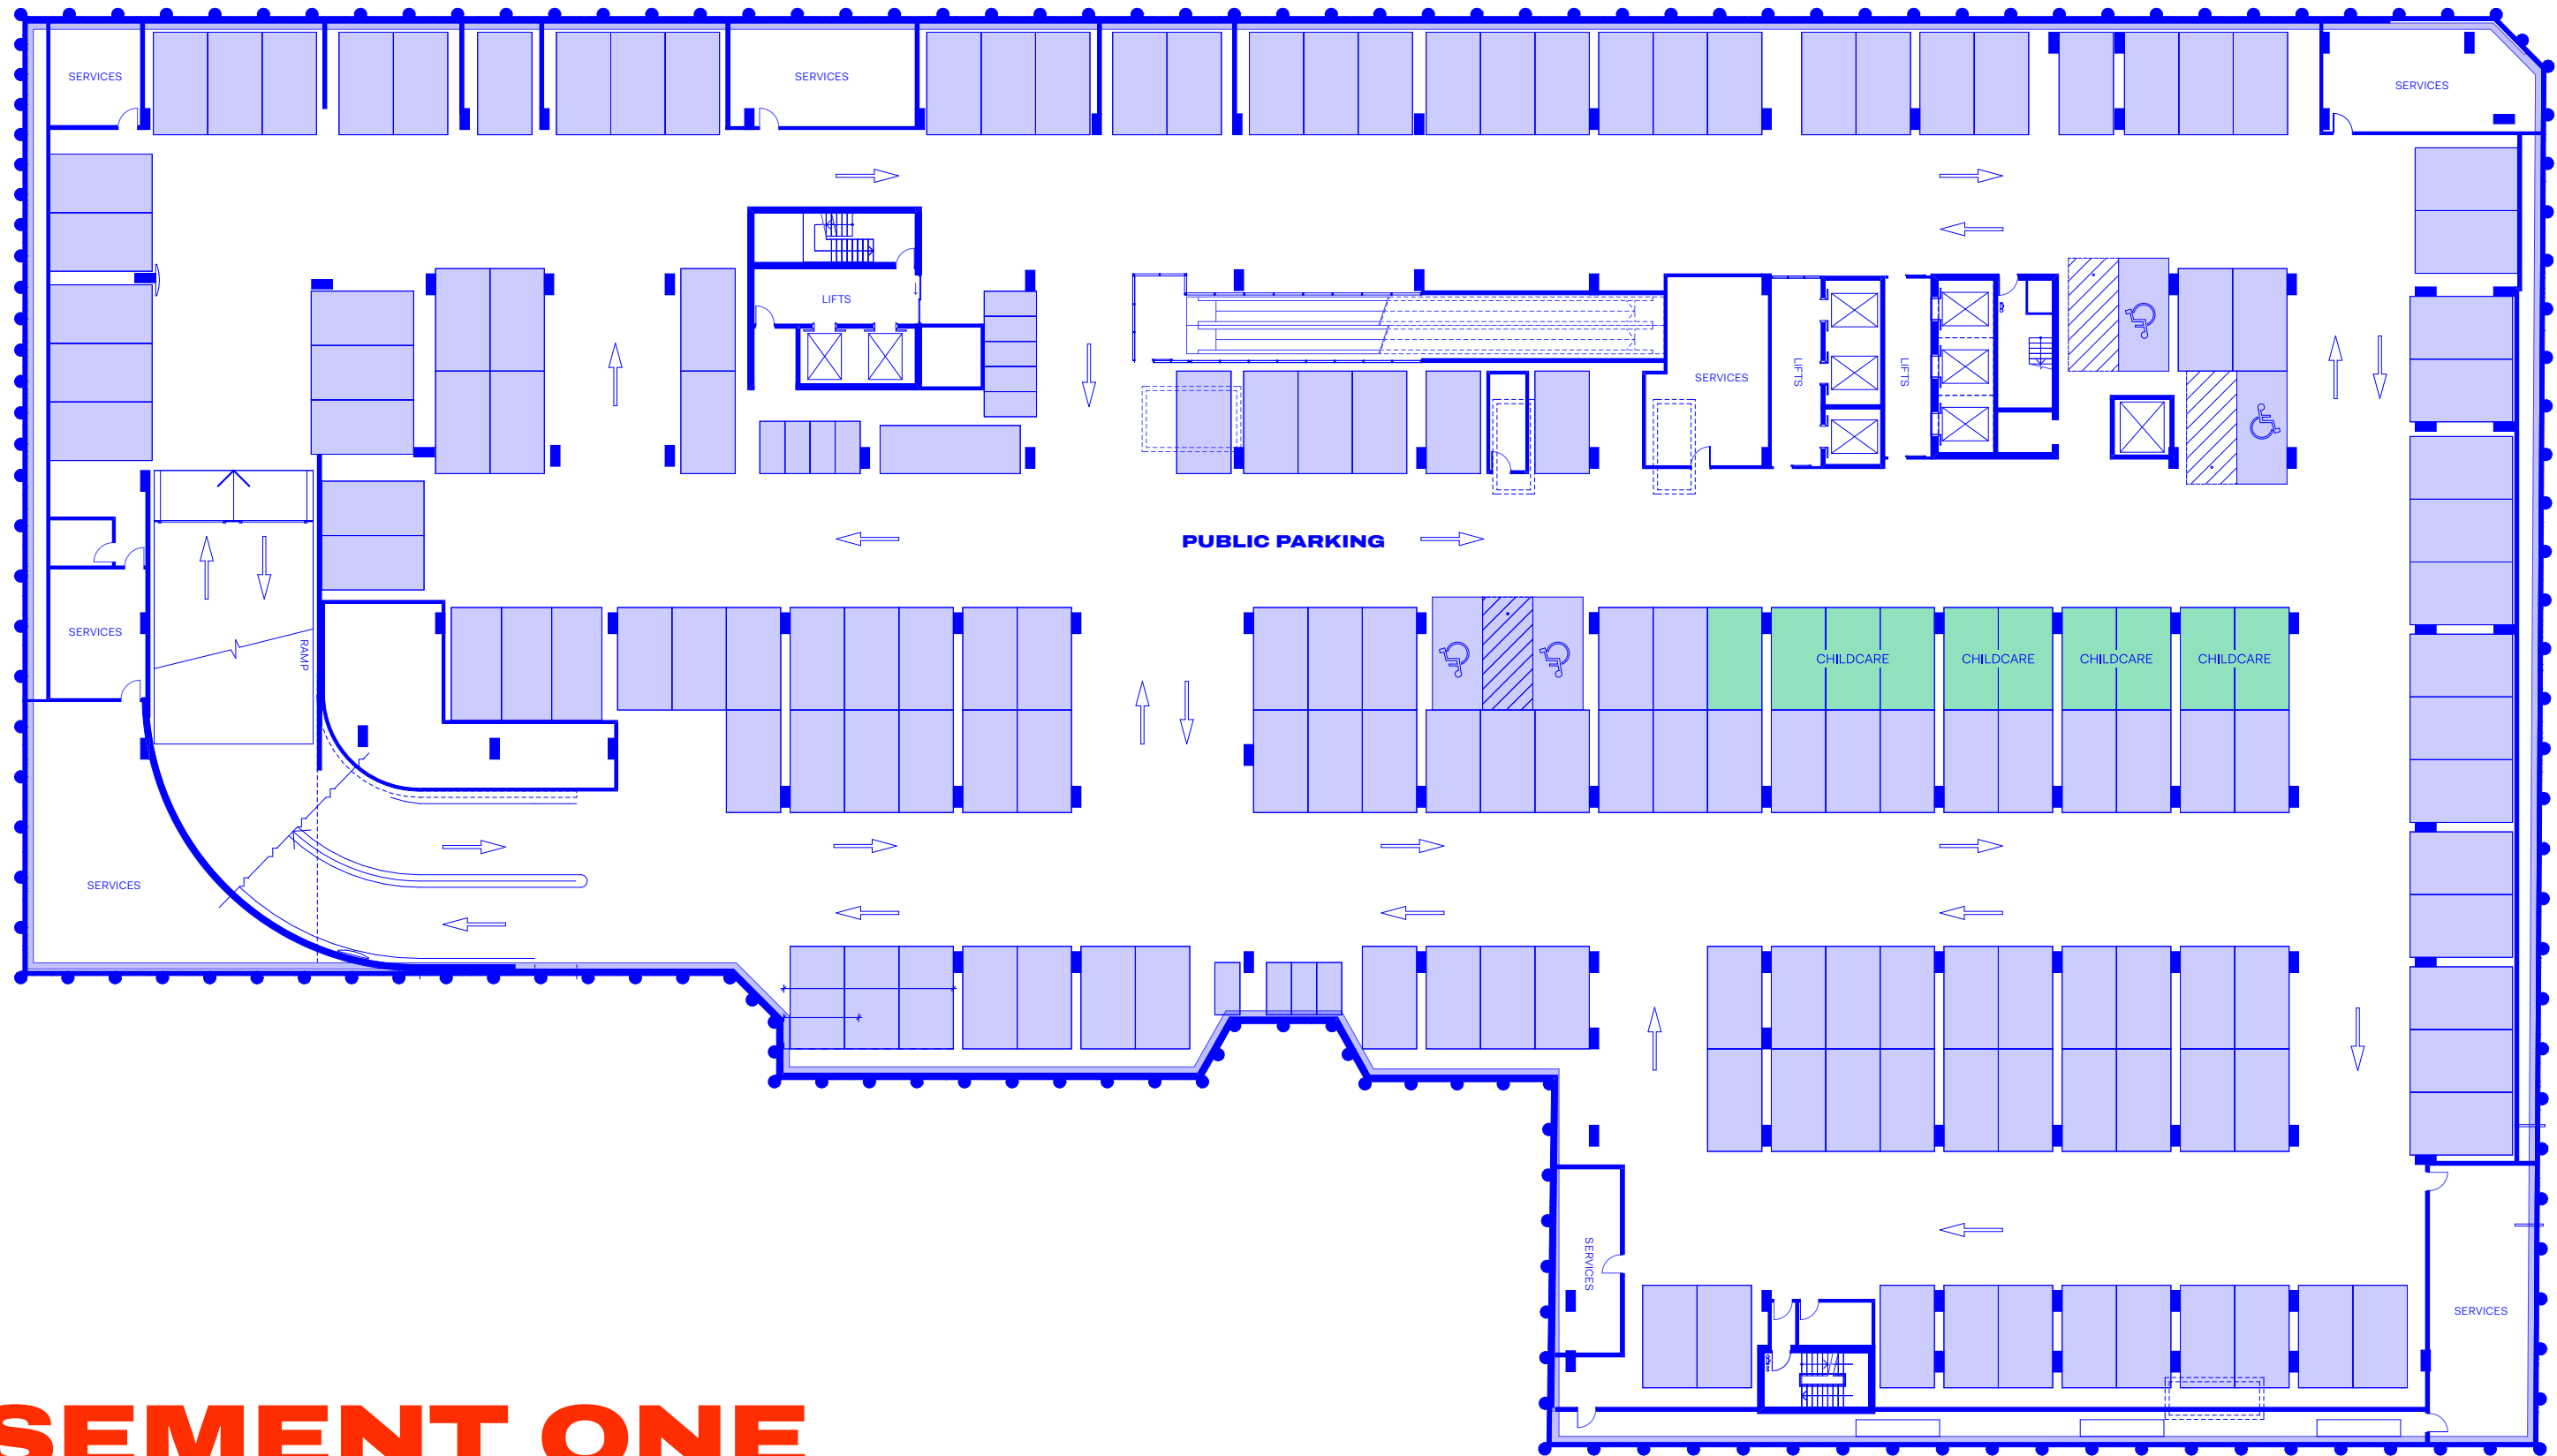 SERVICES
SERVICES
SERVICES
LIFTS
SERVICES
LIFTS
LIFTS
PUBLIC PARKING
SERVICES
RAMP
CHILDCARE
CHILDCARE
CHILDCARE
CHILDCARE
SERVICES
SERVICES
SERVICES
SEMENT ONE